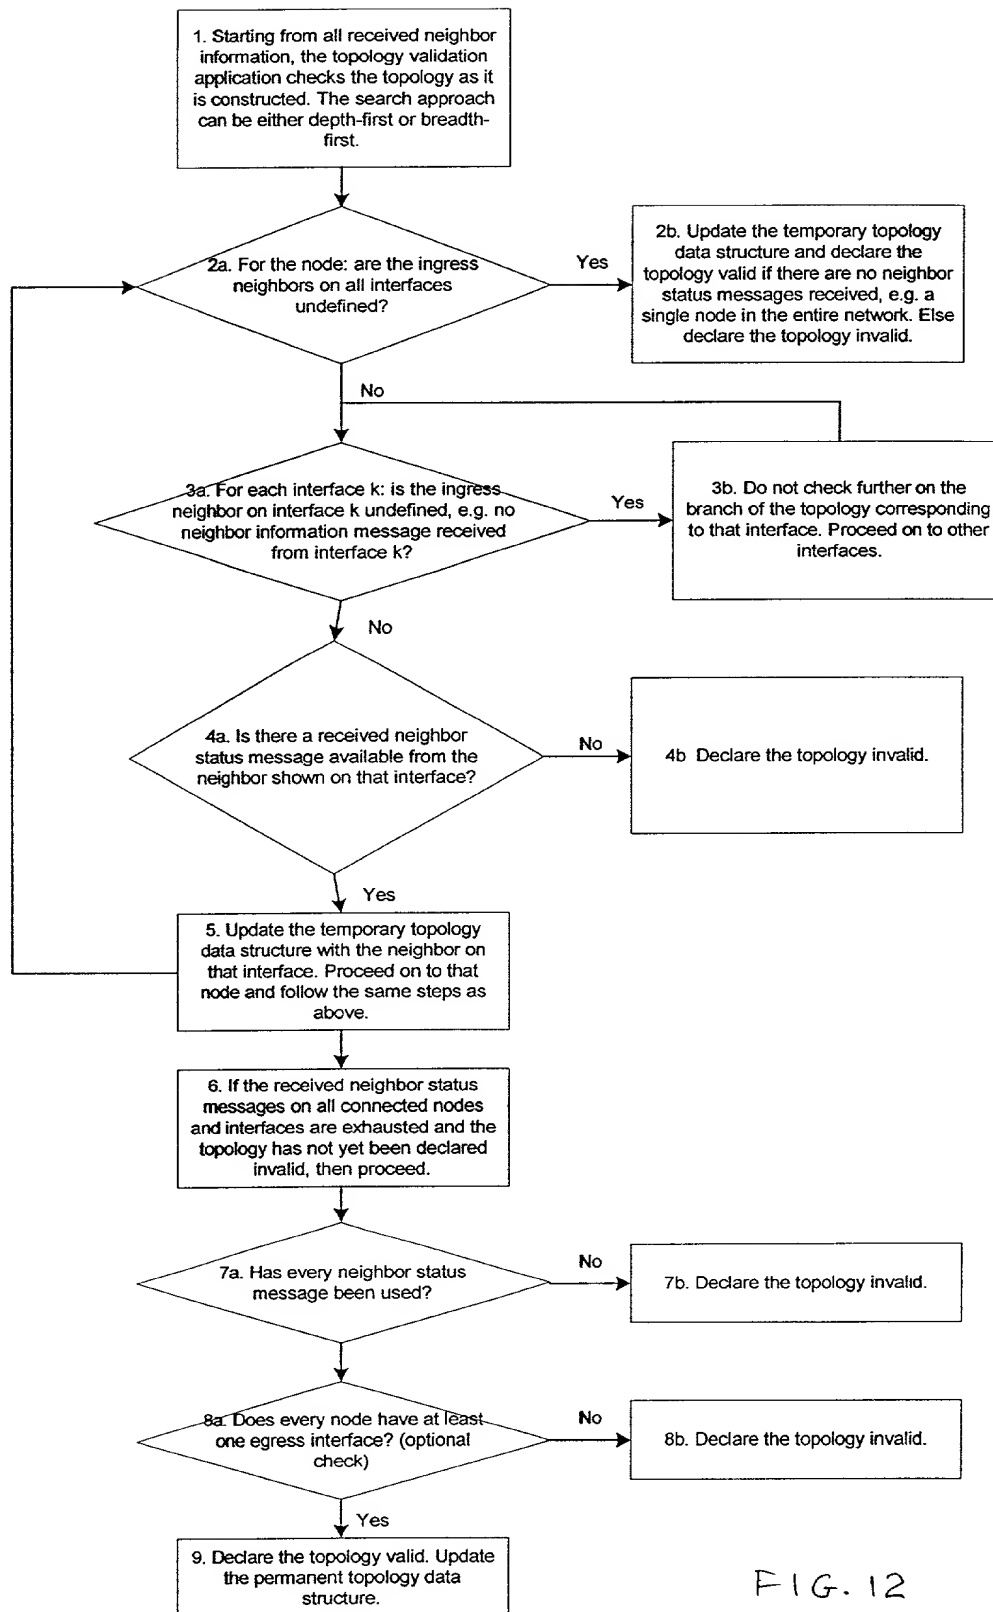 1. Starting from all received neighbor
information, the topology validation
application checks the topology as it
is constructed. The search approach
can be either depth-first or breadth-
first.
2a. For the node: are the ingress
neighbors on all interfaces
undefined?
Yes
2b. Update the temporary topology
data structure and declare the
topology valid if there are no neighbor
status messages received, e.g. a
single node in the entire network. Else
declare the topology invalid.
No
3a. For each interface k: is the ingress
neighbor on interface k undefined, e.g. no
neighbor information message received
from interface k?
Yes
3b. Do not check further on the
branch of the topology corresponding
to that interface. Proceed on to other
interfaces.
No
4a. Is there a received neighbor
status message available from the
neighbor shown on that interface?
No
4b Declare the topology invalid.
Yes
5. Update the temporary topology
data structure with the neighbor on
that interface. Proceed on to that
node and follow the same steps as
above.
6. If the received neighbor status
messages on all connected nodes
and interfaces are exhausted and the
topology has not yet been declared
invalid, then proceed.
7a. Has every neighbor status
message been used?
No
7b. Declare the topology invalid.
8a. Does every node have at least
one egress interface? (optional
check)
No
8b. Declare the topology invalid.
Yes
9. Declare the topology valid. Update
the permanent topology data
structure.
FIG. 12